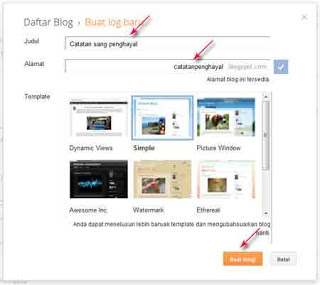 Daftar Blog › Buat log baru
Judul
Catatan sang penghayal
Alamat
catatanpenghayal .blogspot.com
Alamat blog ini tersedia.
Template
Dynamic Views
Simple
Picture Window
Awesome Inc.
Watermark
Ethereal
Anda dapat menelusuri lebih banyak template dan mengubahsuaikan blog
nanti.
Buat blog!
Batal